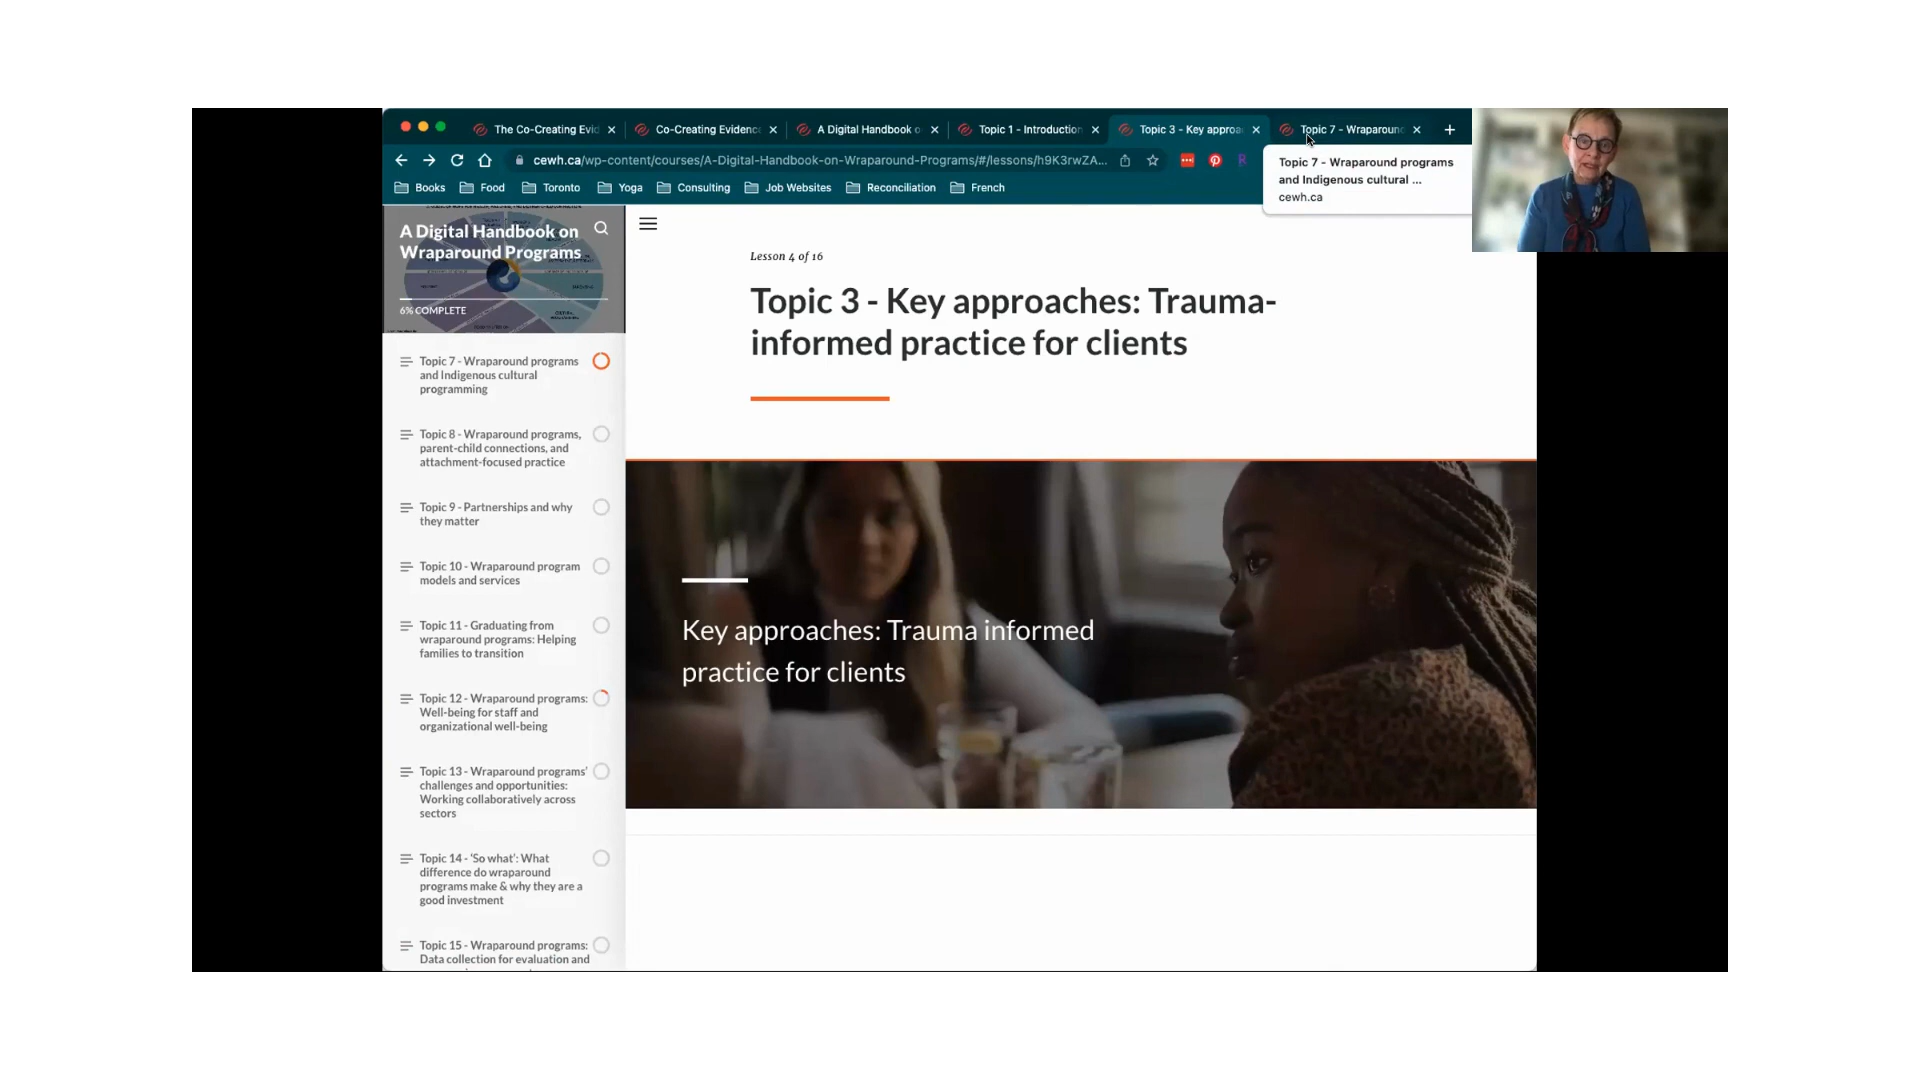 The Co-Creating Evid
Co-Creating Evidenc
A Digital Handbook o
Topic 1 - Introduction
Topic 3 - Key approa
Topic 7 - Wraparoun
cewh.ca/wp-content/courses/A-Digital-Handbook-on-Wraparound-Programs/#/lessons/h9K3rwZA...
Books
Food
Toronto
Yoga
Consulting
Job Websites
Reconciliation
French
Topic 7 - Wraparound programs
and Indigenous cultural ...
cewh.ca
A Digital Handbook on
Wraparound Programs
6% COMPLETE
Topic 7 - Wraparound programs
and Indigenous cultural
programming
Topic 8 - Wraparound programs,
parent-child connections, and
attachment-focused practice
Topic 9 - Partnerships and why
they matter
Topic 10 - Wraparound program
models and services
Topic 11 - Graduating from
wraparound programs: Helping
families to transition
Topic 12 - Wraparound programs:
Well-being for staff and
organizational well-being
Topic 13 - Wraparound programs'
challenges and opportunities:
Working collaboratively across
sectors
Topic 14 - 'So what': What
difference do wraparound
programs make & why they are a
good investment
Topic 15 - Wraparound programs:
Data collection for evaluation and
Lesson 4 of 16
Topic 3 - Key approaches: Trauma-
informed practice for clients
Key approaches: Trauma informed
practice for clients